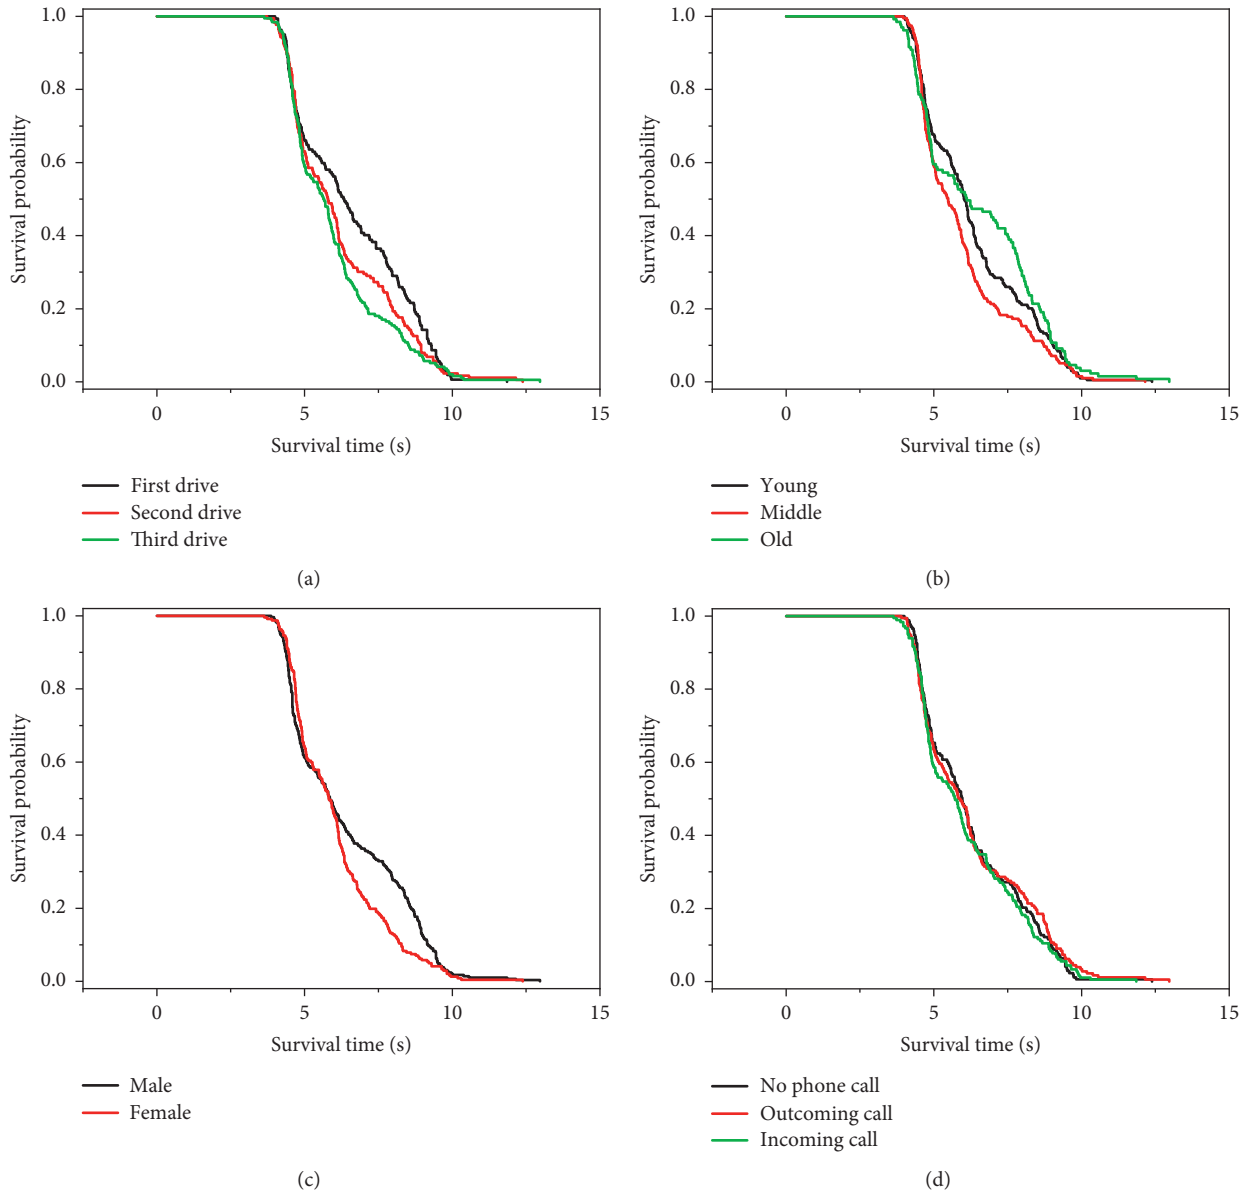 1.0
0.8
0.6
0.4
0.2
0.0
Survival probability
0
5
10
15
Survival time (s)
First drive
Second drive
Third drive
(a)
1.0
0.8
0.6
0.4
0.2
0.0
Survival probability
0
5
10
15
Survival time (s)
Young
Middle
Old
(b)
1.0
0.8
0.6
0.4
0.2
0.0
Survival probability
0
5
10
15
Survival time (s)
Male
Female
(c)
1.0
0.8
0.6
0.4
0.2
0.0
Survival probability
0
5
10
15
Survival time (s)
No phone call
Outcoming call
Incoming call
(d)